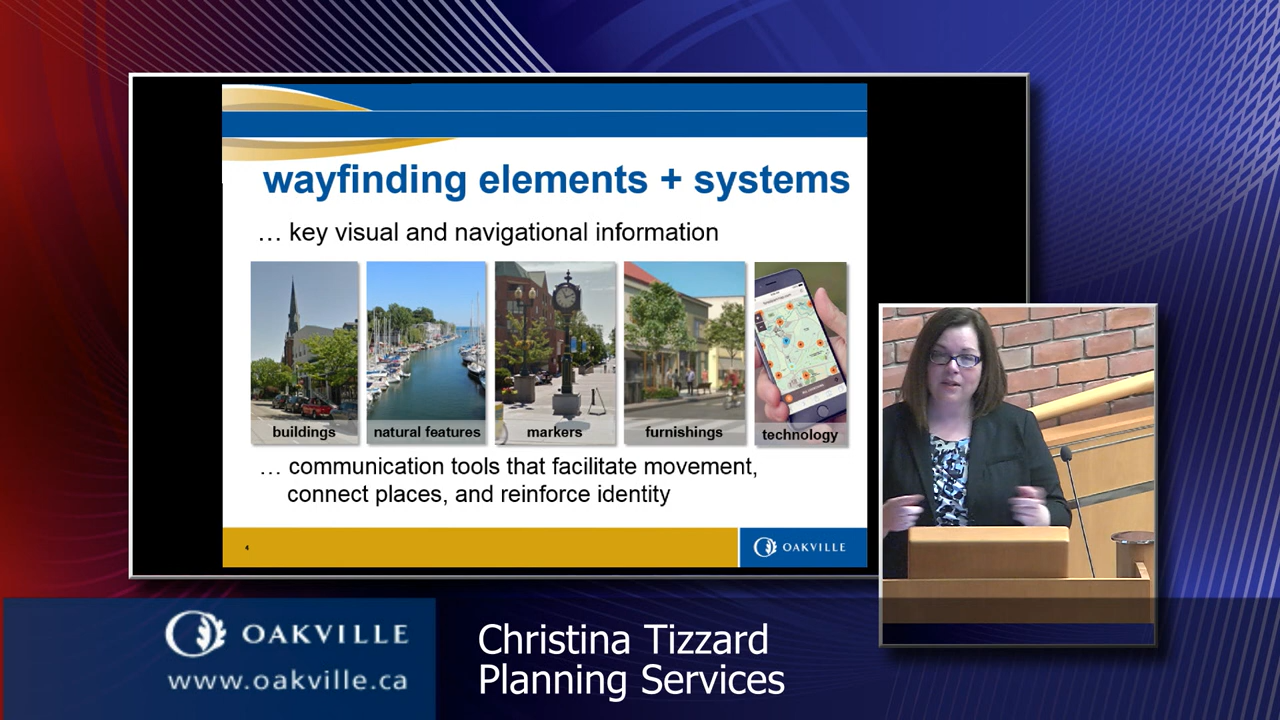 wayfinding elements + systems
… key visual and navigational information
buildings
natural features
markers
furnishings
technology
… communication tools that facilitate movement,
connect places, and reinforce identity
4
OAKVILLE
OAKVILLE
www.oakville.ca
Christina Tizzard
Planning Services